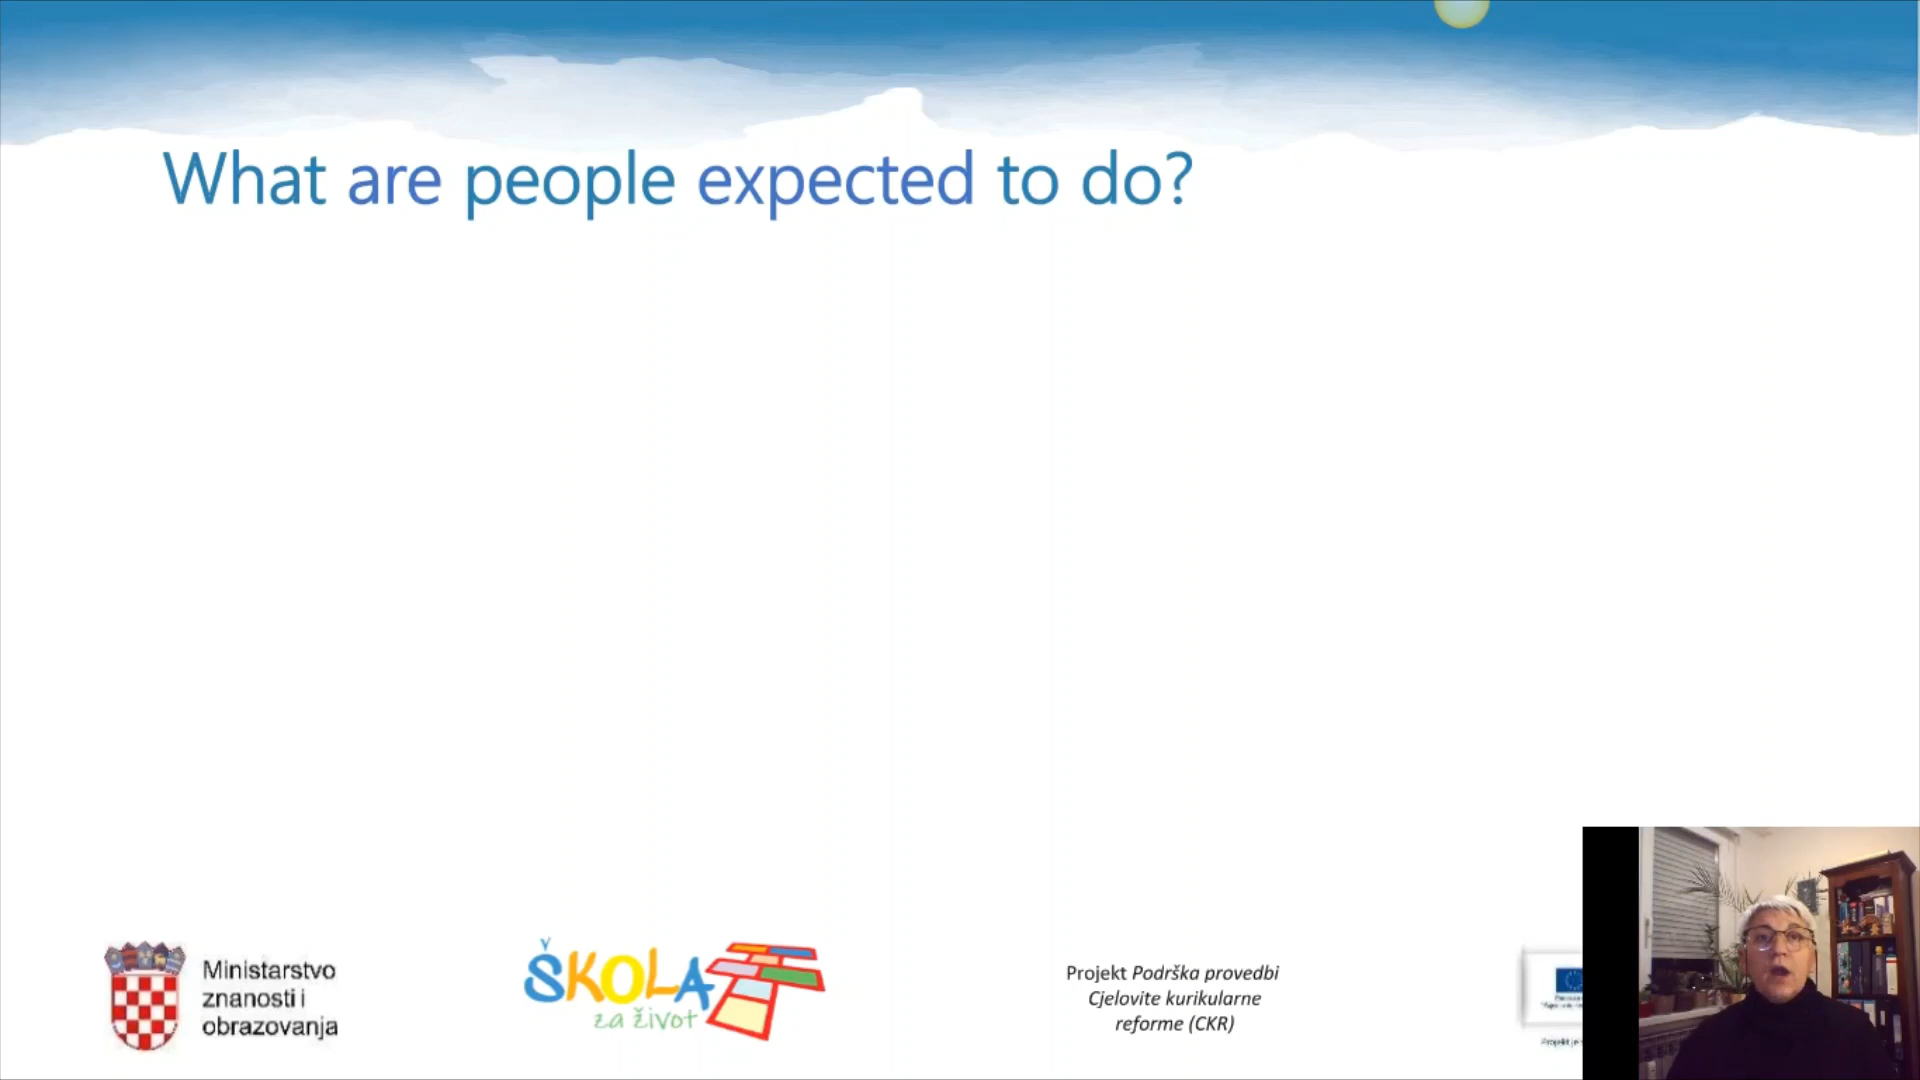 What are people expected to do?
Ministarstvo
znanosti i
obrazovanja
ŠKOLA
za život
Projekt Podrška provedbi
Cjelovite kurikularne
reforme (CKR)